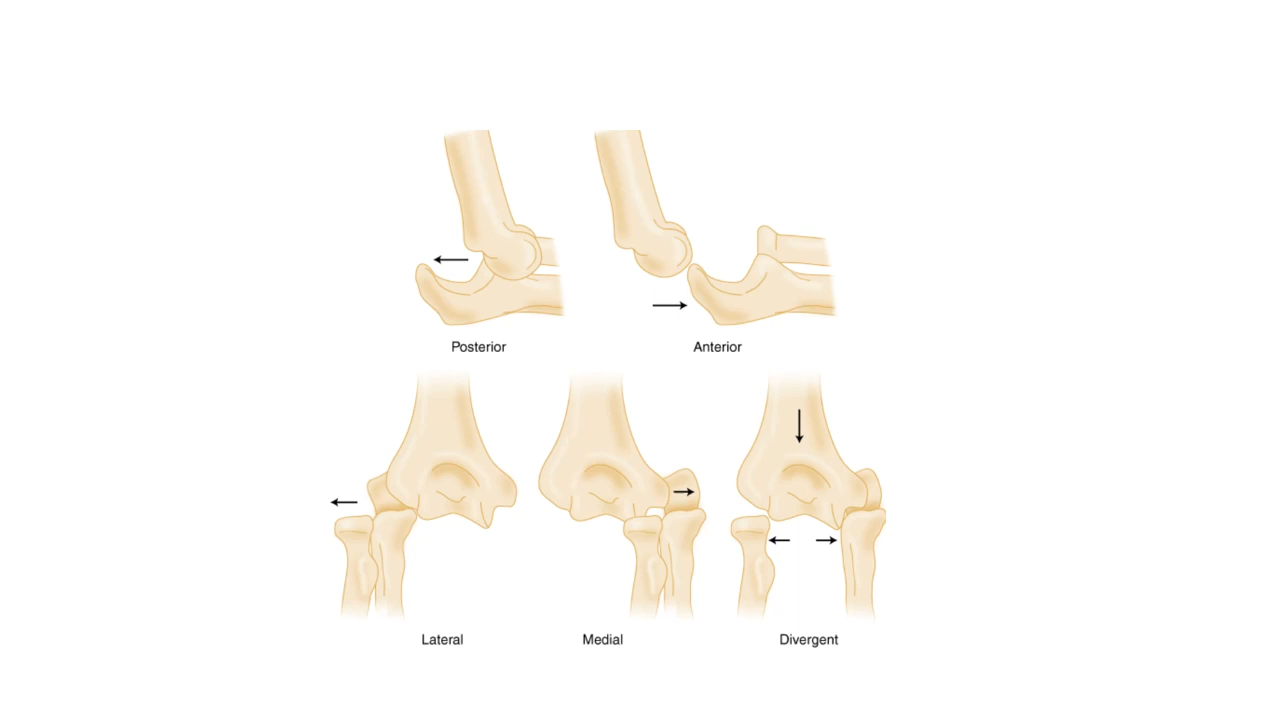 Posterior
Anterior
Lateral
Medial
Divergent